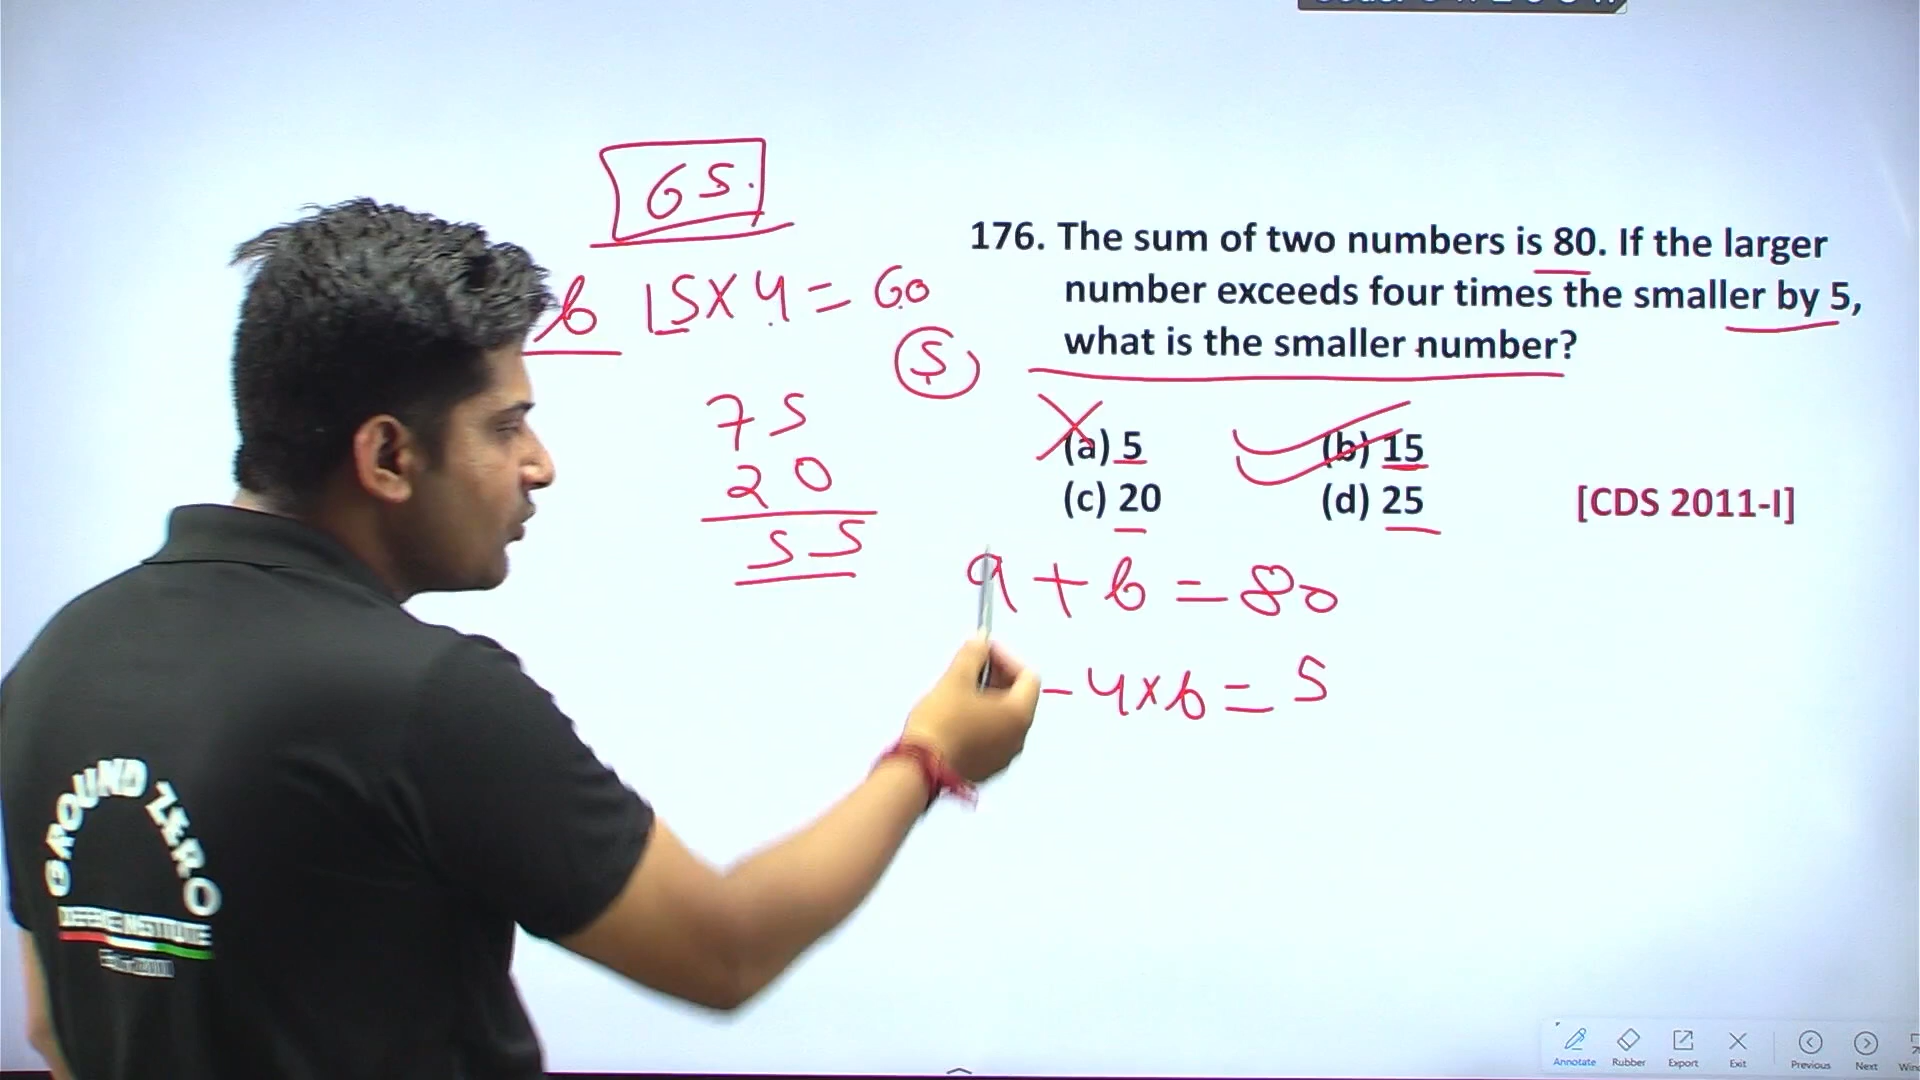 65.
b 15X4=60
5
75
20
55
176. The sum of two numbers is 80. If the larger
number exceeds four times the smaller by 5,
what is the smaller number?
(a) 5 (b) 15
(c) 20 (d) 25 [CDS 2011-I]
a+b=80
-4×b=5
GROUND ZERO
Annotate Rubber Export Exit Previous Next